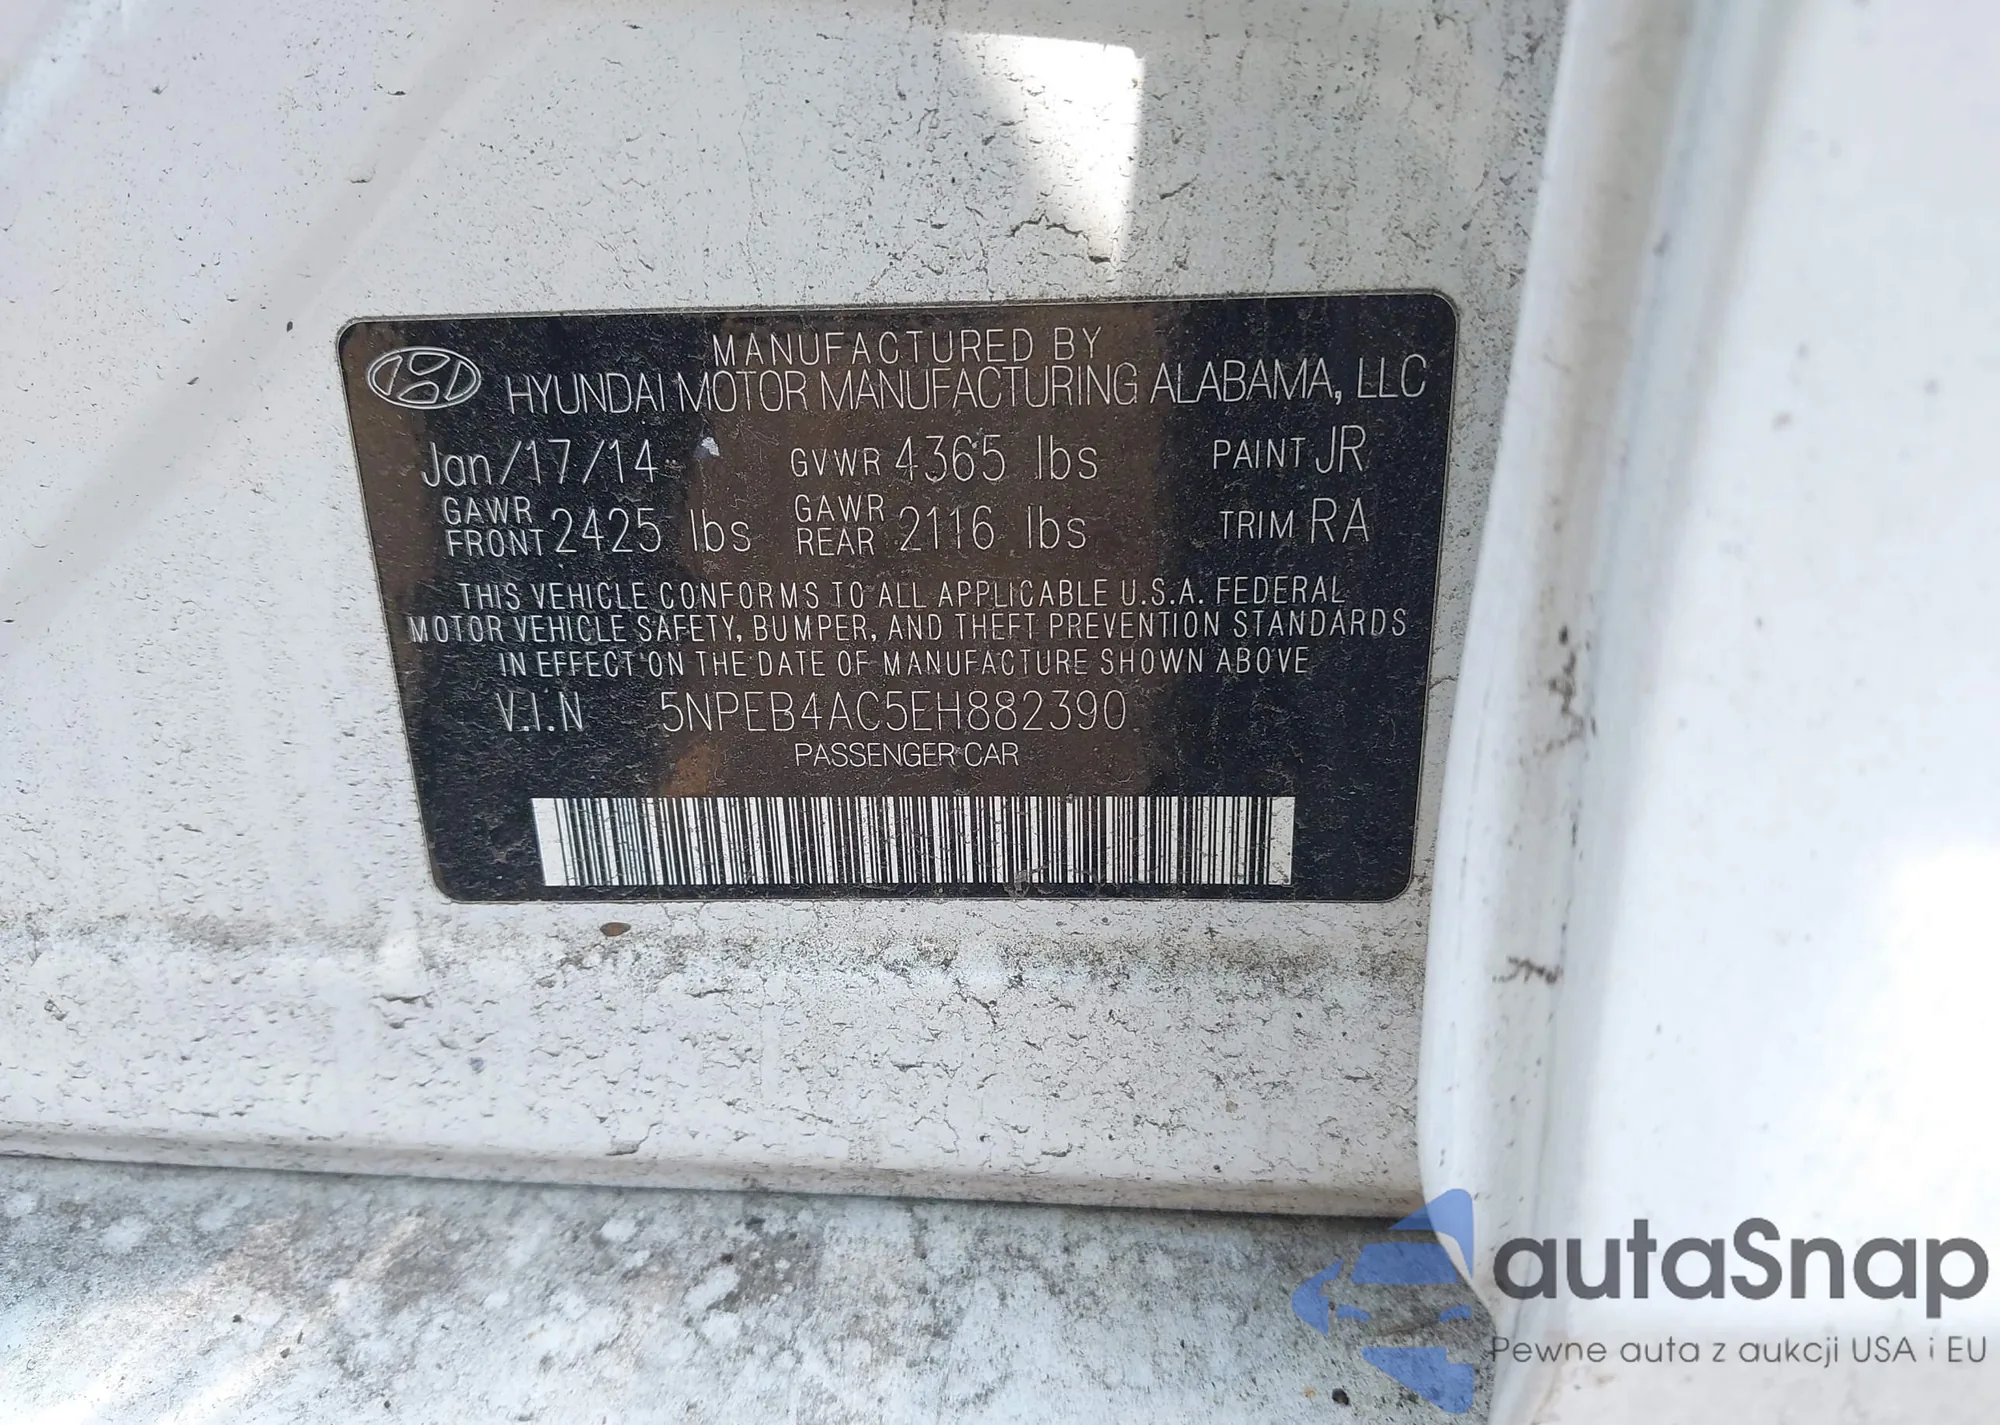 MANUFACTURED BY
HYUNDAI MOTOR MANUFACTURING ALABAMA, LLC
Jan/17/14 GVWR 4365 lbs PAINT JR
GAWR FRONT 2425 lbs GAWR REAR 2116 lbs TRIM RA
THIS VEHICLE CONFORMS TO ALL APPLICABLE U.S.A. FEDERAL
MOTOR VEHICLE SAFETY, BUMPER, AND THEFT PREVENTION STANDARDS
IN EFFECT ON THE DATE OF MANUFACTURE SHOWN ABOVE
V.I.N 5NPEB4AC5EH882390
PASSENGER CAR
autaSnap
Pewne auta z aukcji USA i EU